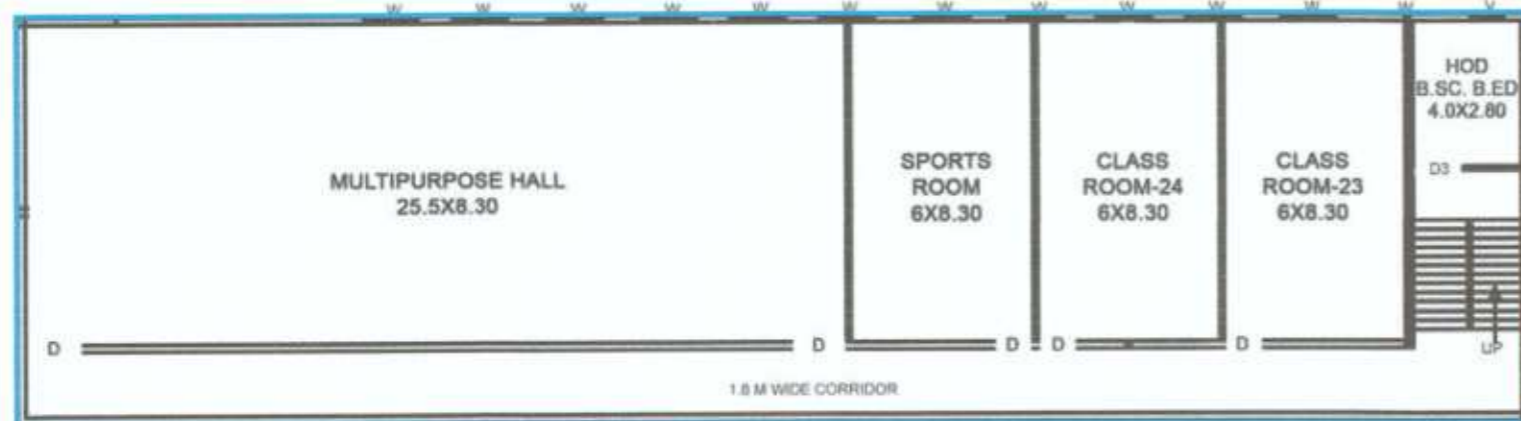 W W W W W W W W W W W W
MULTIPURPOSE HALL
25.5X8.30
SPORTS
ROOM
6X8.30
CLASS
ROOM-24
6X8.30
CLASS
ROOM-23
6X8.30
HOD
B.SC. B.ED
4.0X2.80
D3
D
D
D
D
D
UP
1.8 M WIDE CORRIDOR